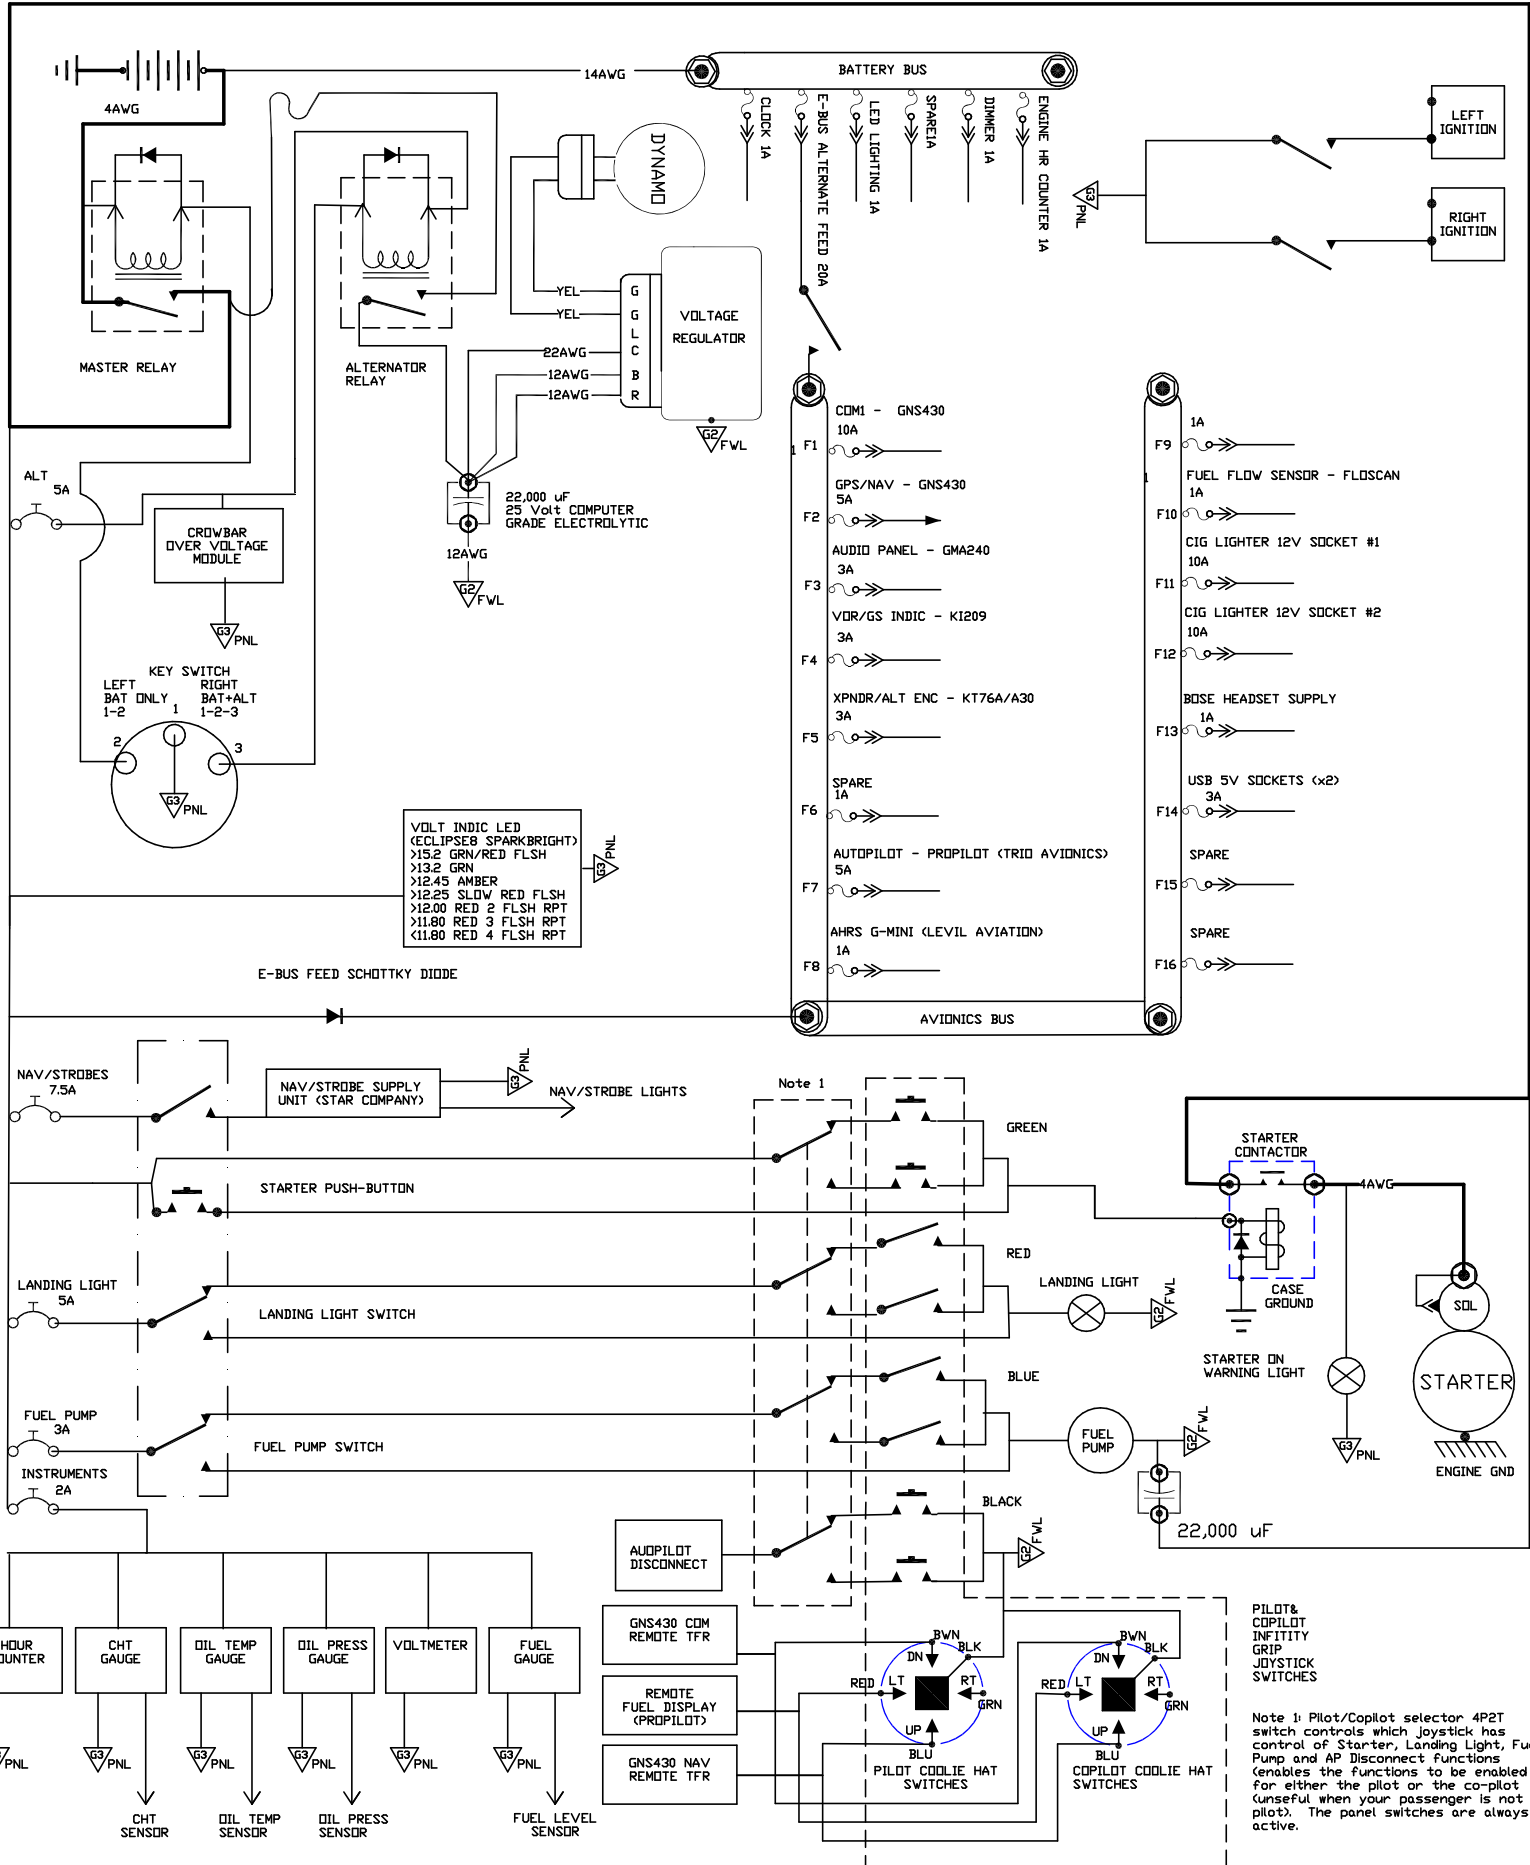 14AWG
BATTERY BUS
4AWG
CLOCK 1A
E-BUS ALTERNATE FEED 20A
LED LIGHTING 1A
SPARE1A
DIMMER 1A
ENGINE HR COUNTER 1A
DYNAMO
LEFT
IGNITION
RIGHT
IGNITION
G3
PNL
MASTER RELAY
ALTERNATOR
RELAY
YEL
YEL
22AWG
12AWG
12AWG
G
G
L
C
B
R
VOLTAGE
REGULATOR
G2
FWL
ALT
5A
CROWBAR
OVER VOLTAGE
MODULE
G3
PNL
22,000 uF
25 Volt COMPUTER
GRADE ELECTROLYTIC
12AWG
G2
FWL
KEY SWITCH
LEFT
BAT ONLY
1-2
RIGHT
BAT+ALT
1-2-3
1
2
3
G3
PNL
COM1 - GNS430
10A
1
F1
GPS/NAV - GNS430
5A
F2
AUDIO PANEL - GMA240
3A
F3
VOR/GS INDIC - KI209
3A
F4
XPNDR/ALT ENC - KT76A/A30
3A
F5
SPARE
1A
F6
AUTOPILOT - PROPILOT (TRIO AVIONICS)
5A
F7
AHRS G-MINI (LEVIL AVIATION)
1A
F8
1A
F9
1
FUEL FLOW SENSOR - FLOSCAN
1A
F10
CIG LIGHTER 12V SOCKET #1
10A
F11
CIG LIGHTER 12V SOCKET #2
10A
F12
BOSE HEADSET SUPPLY
1A
F13
USB 5V SOCKETS (x2)
3A
F14
SPARE
F15
SPARE
F16
AVIONICS BUS
VOLT INDIC LED
(ECLIPSE8 SPARKBRIGHT)
>15.2 GRN/RED FLSH
>13.2 GRN
>12.45 AMBER
>12.25 SLOW RED FLSH
>12.00 RED 2 FLSH RPT
>11.80 RED 3 FLSH RPT
<11.80 RED 4 FLSH RPT
G3
PNL
E-BUS FEED SCHOTTKY DIODE
NAV/STROBES
7.5A
NAV/STROBE SUPPLY
UNIT (STAR COMPANY)
G3
PNL
NAV/STROBE LIGHTS
Note 1
GREEN
STARTER PUSH-BUTTON
STARTER
CONTACTOR
4AWG
CASE
GROUND
SOL
STARTER
ENGINE GND
STARTER ON
WARNING LIGHT
G3
PNL
RED
LANDING LIGHT
5A
LANDING LIGHT SWITCH
LANDING LIGHT
G2
FWL
BLUE
FUEL PUMP
3A
FUEL PUMP SWITCH
FUEL
PUMP
G2
FWL
22,000 uF
INSTRUMENTS
2A
BLACK
AUOPILOT
DISCONNECT
G2
FWL
HOUR
OUNTER
CHT
GAUGE
OIL TEMP
GAUGE
OIL PRESS
GAUGE
VOLTMETER
FUEL
GAUGE
PNL
G3
PNL
G3
PNL
G3
PNL
G3
PNL
G3
PNL
CHT
SENSOR
OIL TEMP
SENSOR
OIL PRESS
SENSOR
FUEL LEVEL
SENSOR
GNS430 COM
REMOTE TFR
REMOTE
FUEL DISPLAY
(PROPILOT)
GNS430 NAV
REMOTE TFR
BWN
BLK
DN
RED
LT
RT
GRN
UP
BLU
PILOT COOLIE HAT
SWITCHES
BWN
BLK
DN
RED
LT
RT
GRN
UP
BLU
COPILOT COOLIE HAT
SWITCHES
PILOT&
COPILOT
INFITITY
GRIP
JOYSTICK
SWITCHES
Note 1: Pilot/Copilot selector 4P2T
switch controls which joystick has
control of Starter, Landing Light, Fu
Pump and AP Disconnect functions
(enables the functions to be enabled
for either the pilot or the co-pilot
(unseful when your passenger is not
pilot). The panel switches are always
active.